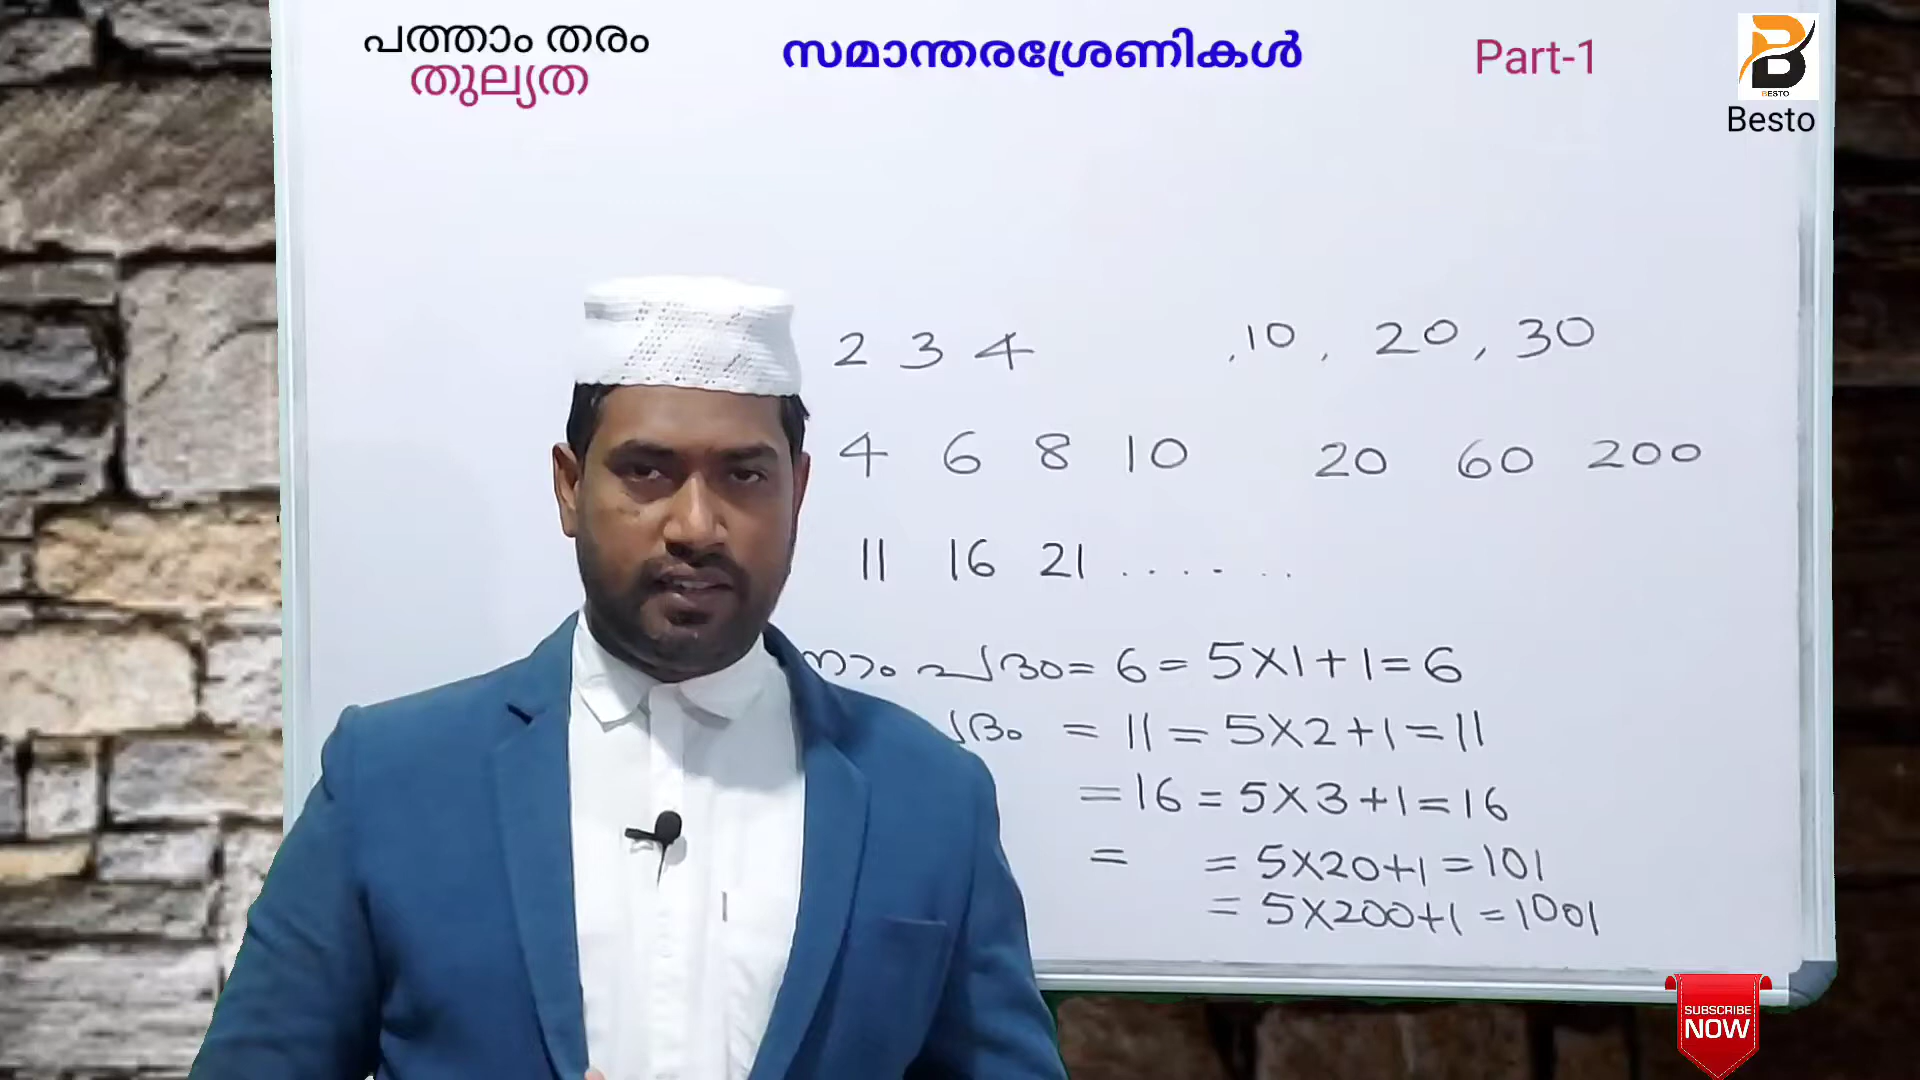 പത്താം തരം
തുല്യത
സമാന്തരശ്രേണികൾ
Part-1
BESTO
Besto
2 3 4
, 10 , 20 , 30
4 6 8 10
20 60 200
11 16 21 . . . . . .
പദം = 6 = 5X1+1=6
= 11 = 5X2+1=11
= 16 = 5X3+1=16
= = 5X20+1=101
= 5X200+1=1001
SUBSCRIBE
NOW